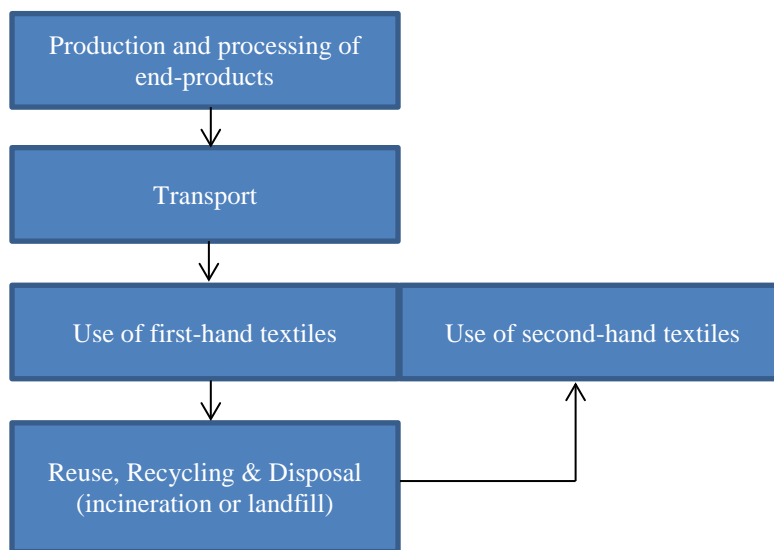 Production and processing of
end-products
Transport
Use of first-hand textiles
Use of second-hand textiles
Reuse, Recycling & Disposal
(incineration or landfill)